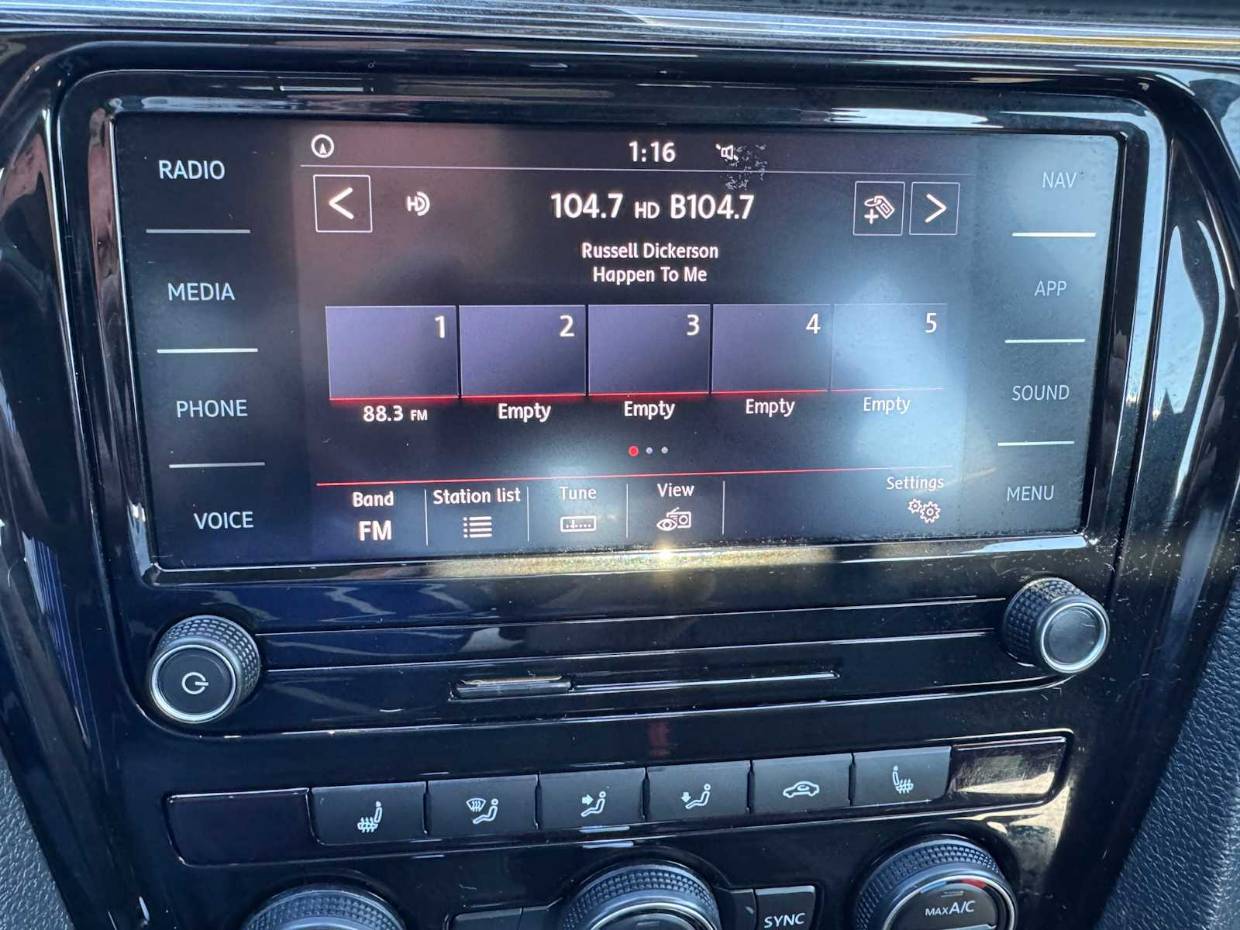 1:16
RADIO
MEDIA
PHONE
VOICE
HD
104.7 HD B104.7
Russell Dickerson
Happen To Me
1 2 3 4 5
88.3 FM Empty Empty Empty Empty
Band Station list Tune View Settings
FM
NAV
APP
SOUND
MENU
SYNC
MAX A/C